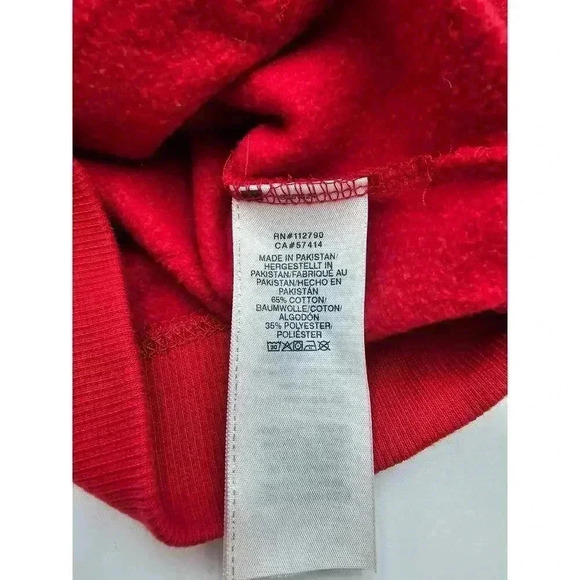 RN#112790
CA#57414
MADE IN PAKISTAN/
HERGESTELLT IN
PAKISTAN/FABRIQUE AU
PAKISTAN/HECHO EN
PAKISTÁN
65% COTTON/
BAUMWOLLE/COTON/
ALGODÓN
35% POLYESTER/
POLIÉSTER
30